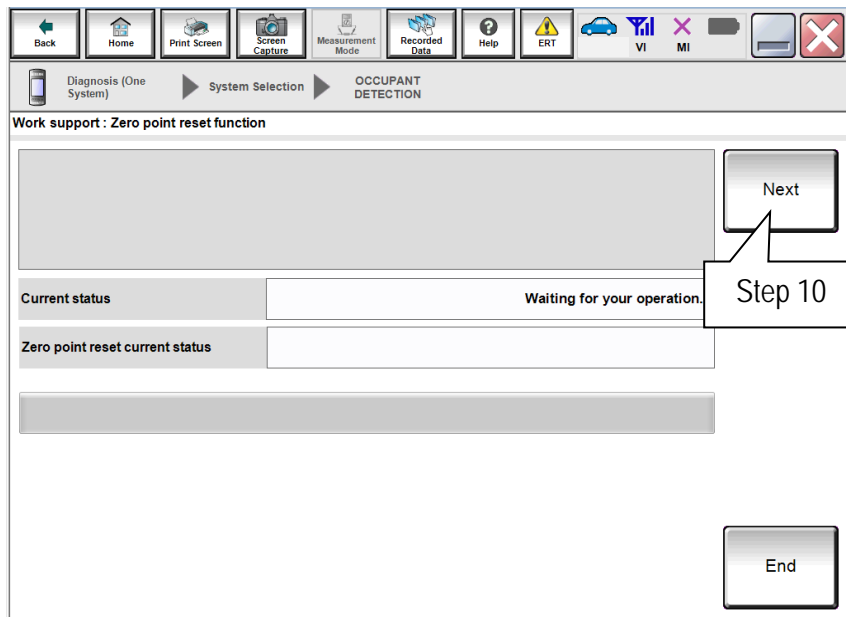 Back
Home
Print Screen
Screen
Capture
Measurement
Mode
Recorded
Data
Help
ERT
VI
MI
Diagnosis (One
System)
System Selection
OCCUPANT
DETECTION
Work support : Zero point reset function
Next
Step 10
Current status
Waiting for your operation.
Zero point reset current status
End